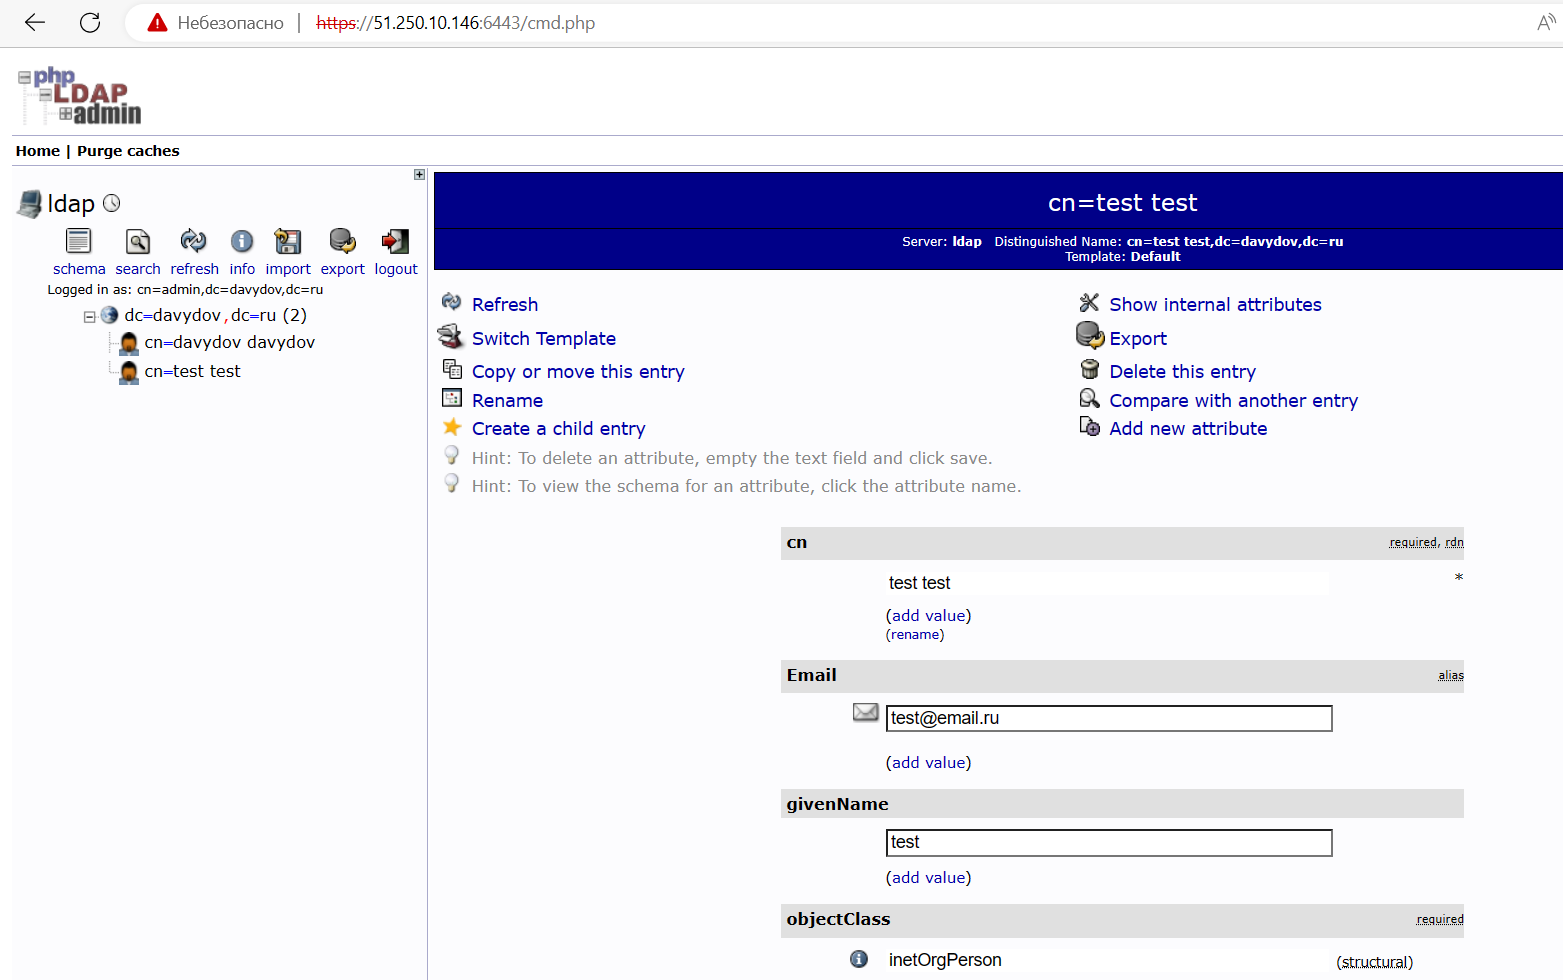 Небезопасно | https://51.250.10.146:6443/cmd.php
php
LDAP
admin
Home | Purge caches
ldap
schema search refresh info import export logout
Logged in as: cn=admin,dc=davydov,dc=ru
dc=davydov,dc=ru (2)
cn=davydov davydov
cn=test test
cn=test test
Server: ldap Distinguished Name: cn=test test,dc=davydov,dc=ru
Template: Default
Refresh
Switch Template
Copy or move this entry
Rename
Create a child entry
Hint: To delete an attribute, empty the text field and click save.
Hint: To view the schema for an attribute, click the attribute name.
Show internal attributes
Export
Delete this entry
Compare with another entry
Add new attribute
cn required, rdn
test test *
(add value)
(rename)
Email alias
test@email.ru
(add value)
givenName
test
(add value)
objectClass required
inetOrgPerson (structural)